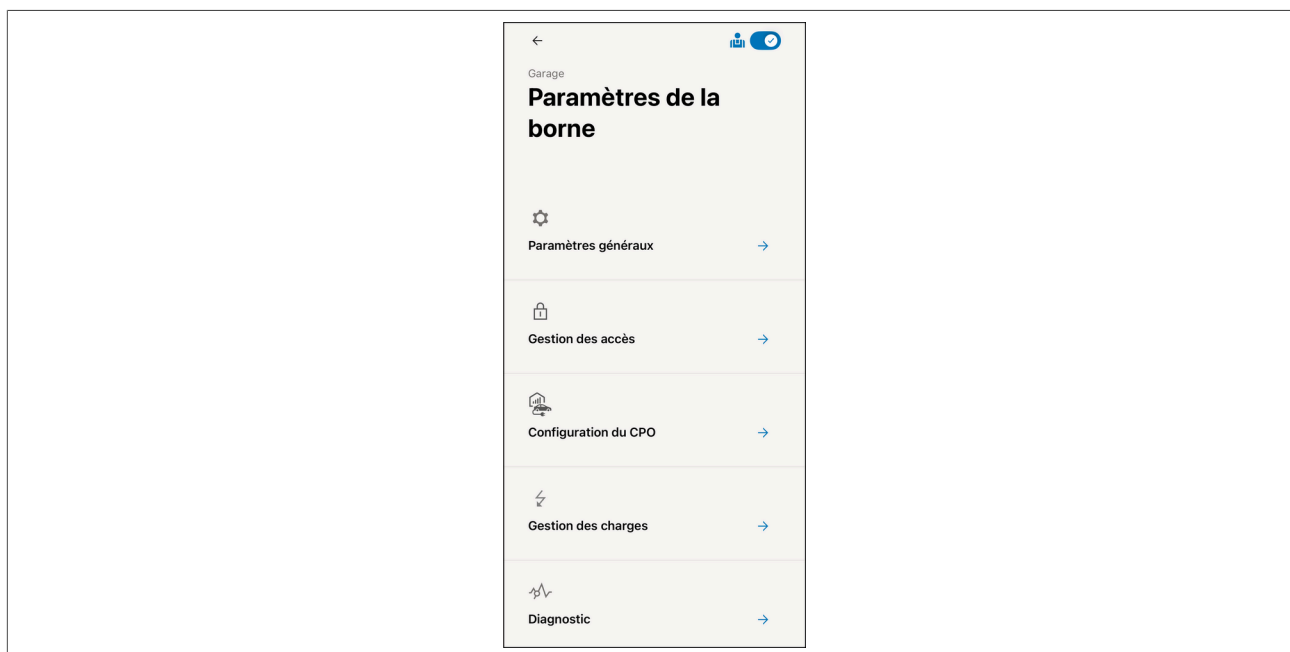 Garage
Paramètres de la
borne
Paramètres généraux
Gestion des accès
Configuration du CPO
Gestion des charges
Diagnostic